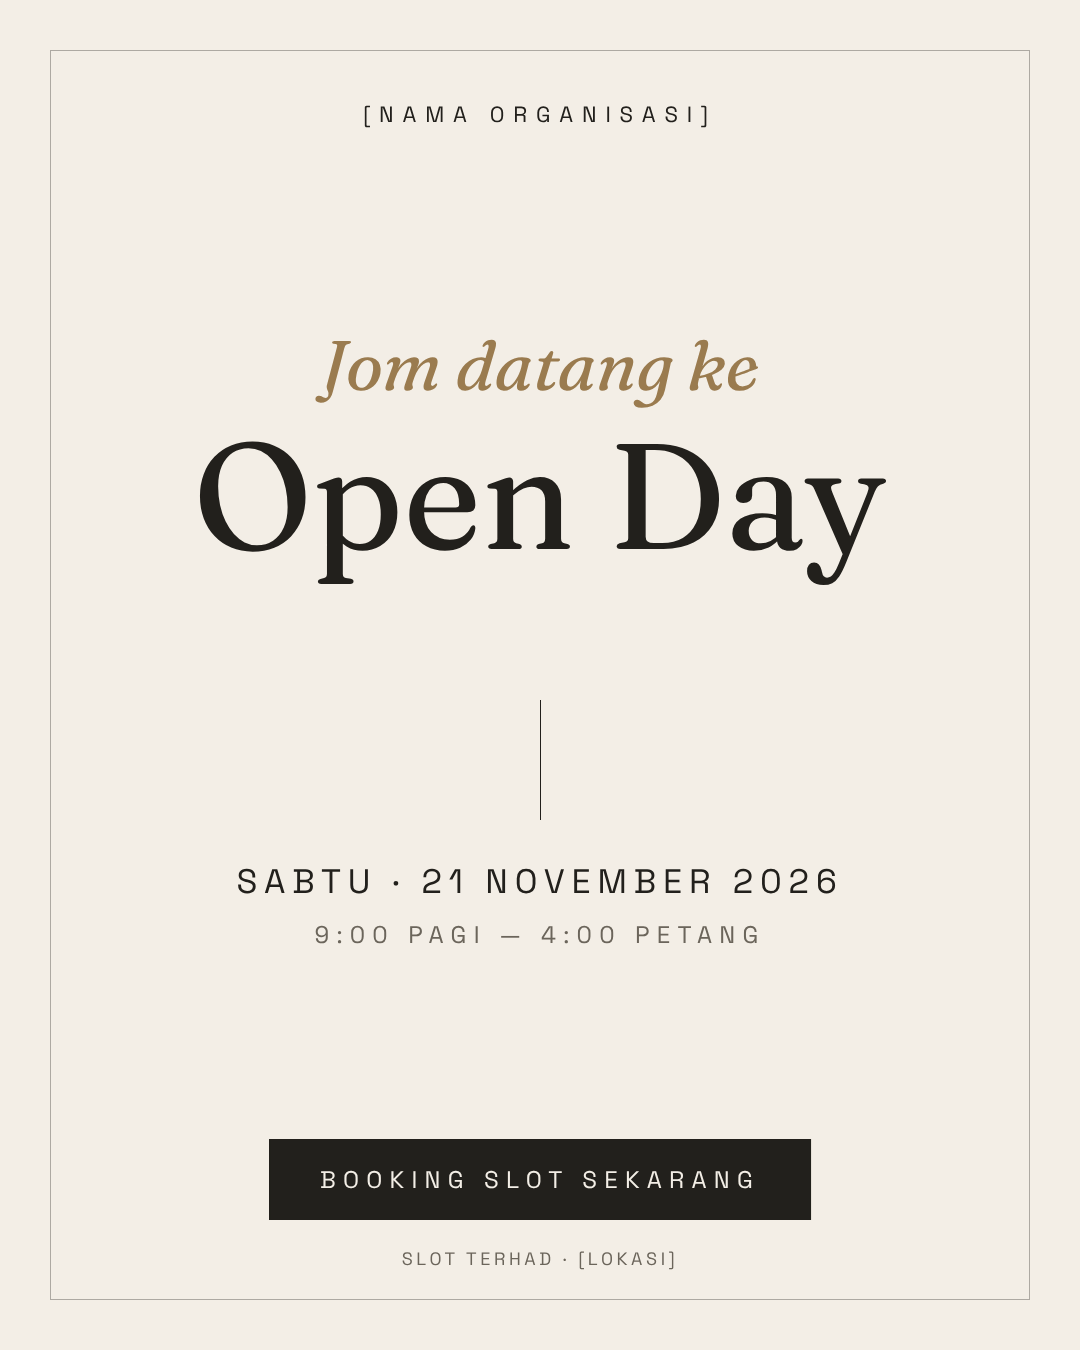 [NAMA ORGANISASI]
Jom datang ke
Open Day
SABTU · 21 NOVEMBER 2026
9:00 PAGI — 4:00 PETANG
BOOKING SLOT SEKARANG
SLOT TERHAD · [LOKASI]